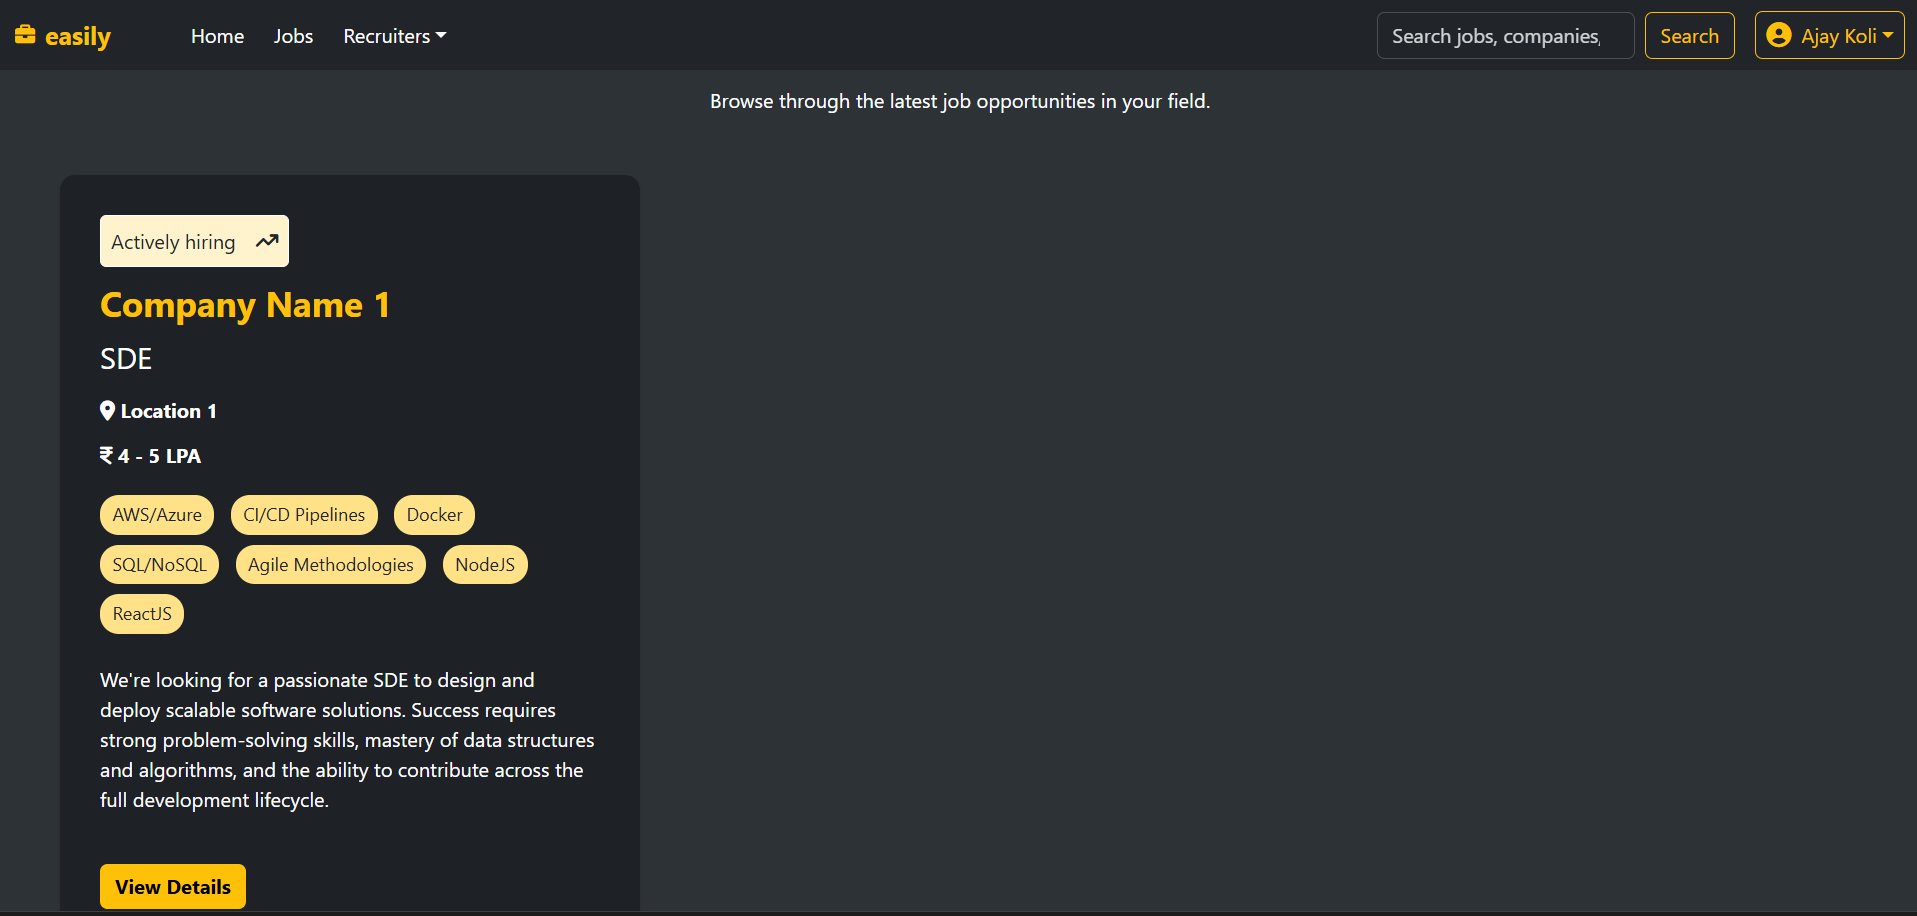 easily
Home Jobs Recruiters
Search jobs, companies,
Search
Ajay Koli
Browse through the latest job opportunities in your field.
Actively hiring
Company Name 1
SDE
Location 1
₹ 4 - 5 LPA
AWS/Azure CI/CD Pipelines Docker
SQL/NoSQL Agile Methodologies NodeJS
ReactJS
We're looking for a passionate SDE to design and
deploy scalable software solutions. Success requires
strong problem-solving skills, mastery of data structures
and algorithms, and the ability to contribute across the
full development lifecycle.
View Details